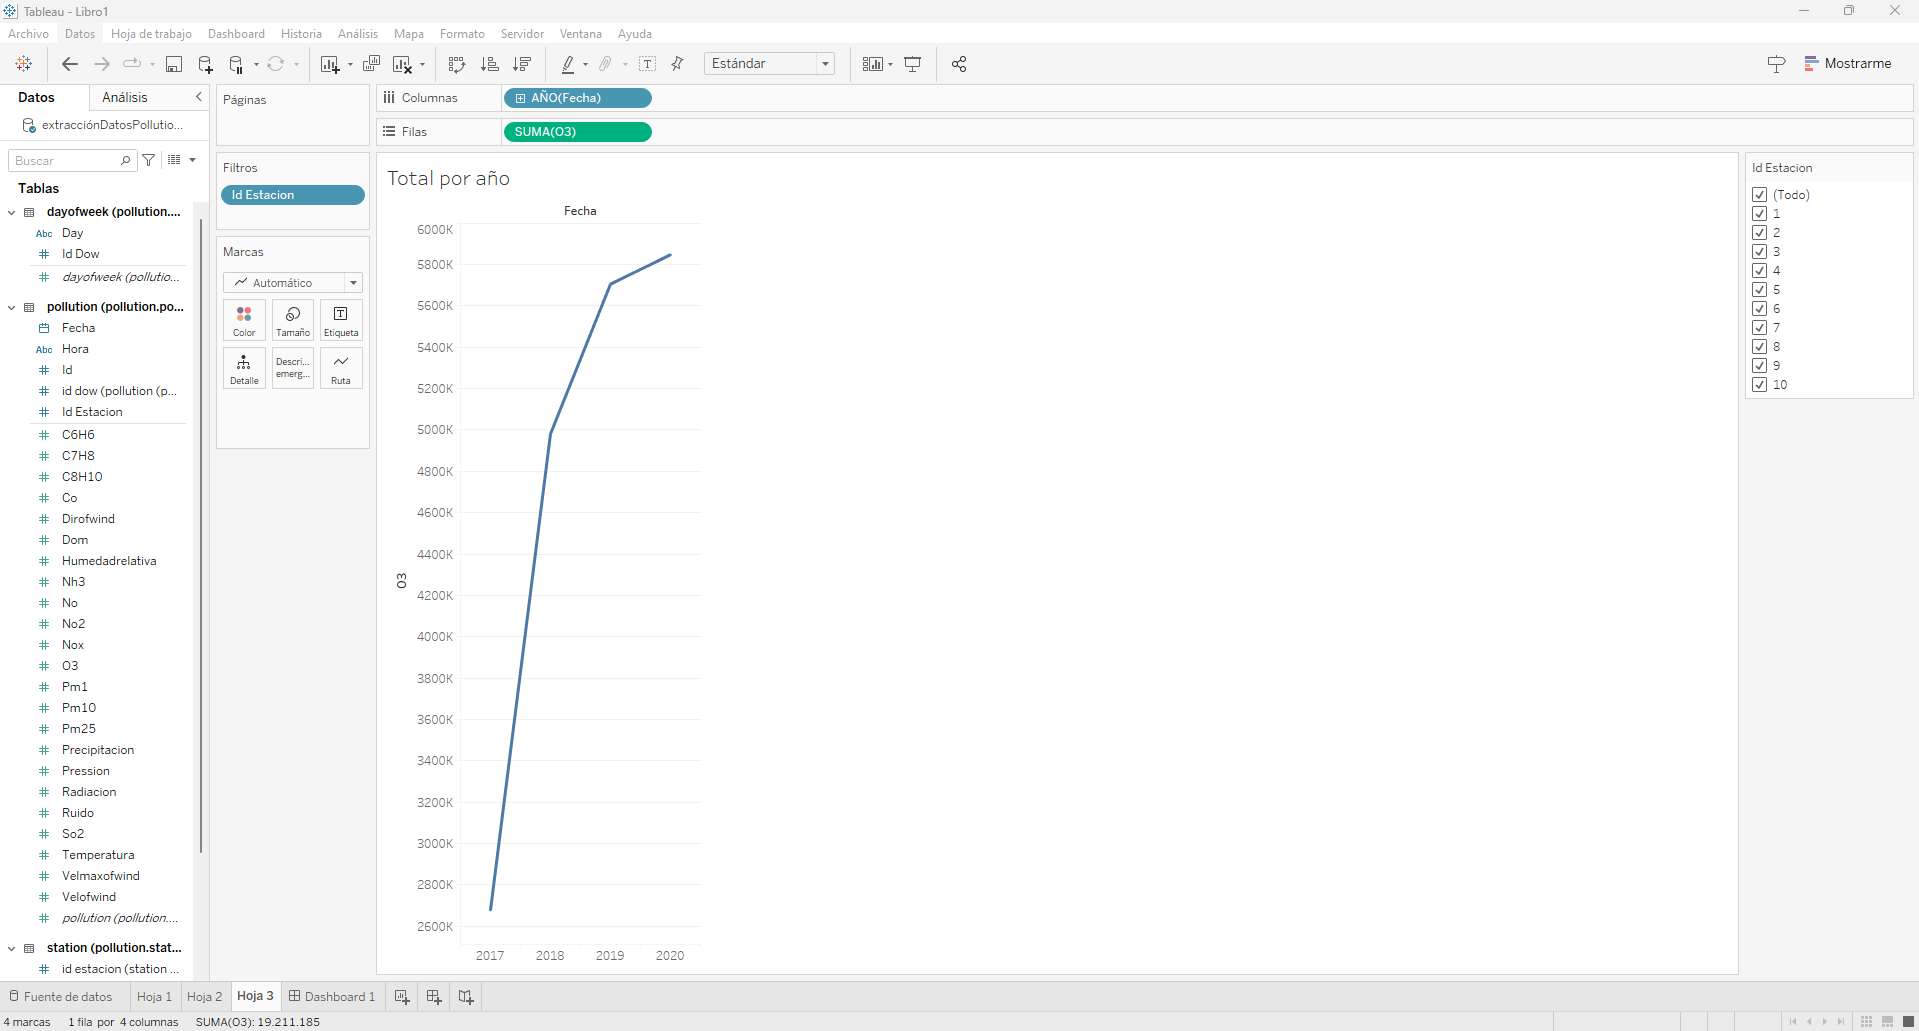 Tableau - Libro1
Archivo Datos Hoja de trabajo Dashboard Historia Análisis Mapa Formato Servidor Ventana Ayuda
Estándar
Mostrarme
Datos Análisis
extracciónDatosPollutio...
Buscar
Tablas
dayofweek (pollution....
Abc Day
Id Dow
dayofweek (pollutio...
pollution (pollution.po...
Fecha
Abc Hora
Id
id dow (pollution (p...
Id Estacion
C6H6
C7H8
C8H10
Co
Dirofwind
Dom
Humedadrelativa
Nh3
No
No2
Nox
O3
Pm1
Pm10
Pm25
Precipitacion
Pression
Radiacion
Ruido
So2
Temperatura
Velmaxofwind
Velofwind
pollution (pollution....
station (pollution.stat...
id estacion (station ...
Páginas
Filtros
Id Estacion
Marcas
Automático
Color Tamaño Etiqueta
Detalle Descri... emerg... Ruta
Columnas AÑO(Fecha)
Filas SUMA(O3)
Total por año
Fecha
6000K
5800K
5600K
5400K
5200K
5000K
4800K
4600K
4400K
4200K
4000K
3800K
3600K
3400K
3200K
3000K
2800K
2600K
O3
2017 2018 2019 2020
Id Estacion
(Todo)
1
2
3
4
5
6
7
8
9
10
Fuente de datos Hoja 1 Hoja 2 Hoja 3 Dashboard 1
4 marcas 1 fila por 4 columnas SUMA(O3): 19.211.185